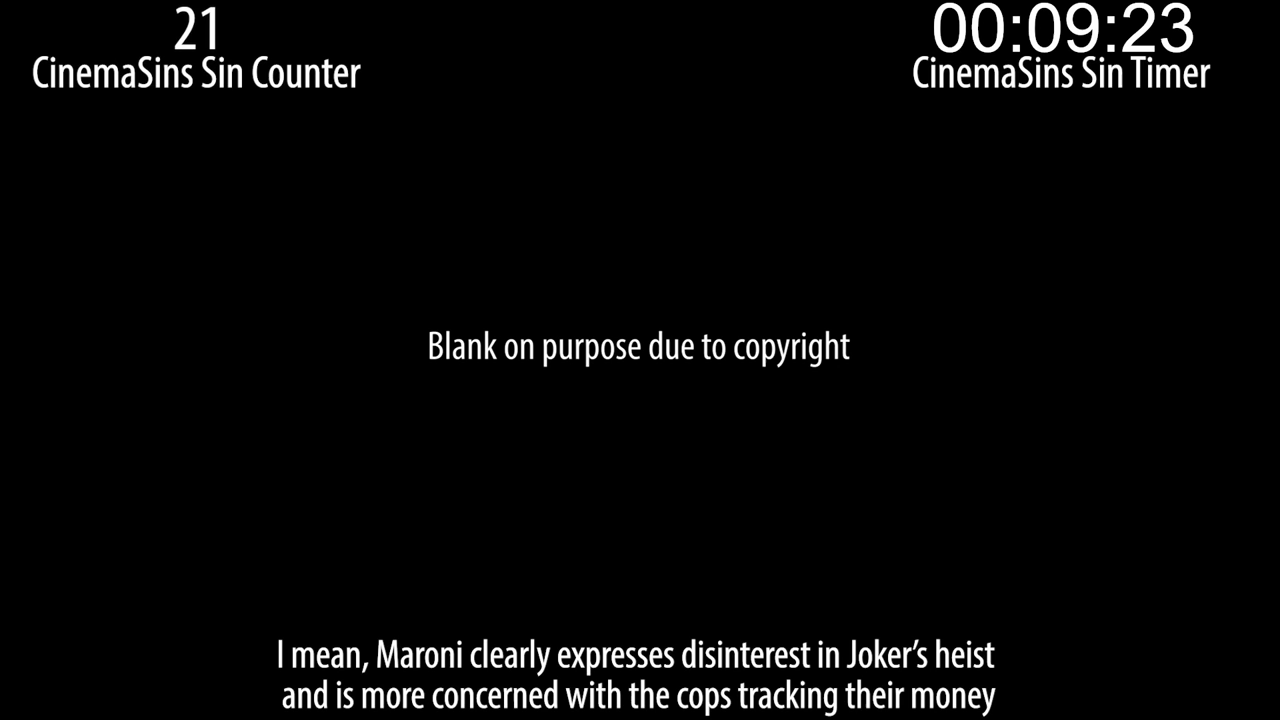 21
CinemaSins Sin Counter
00:09:23
CinemaSins Sin Timer
Blank on purpose due to copyright
I mean, Maroni clearly expresses disinterest in Joker’s heist
and is more concerned with the cops tracking their money